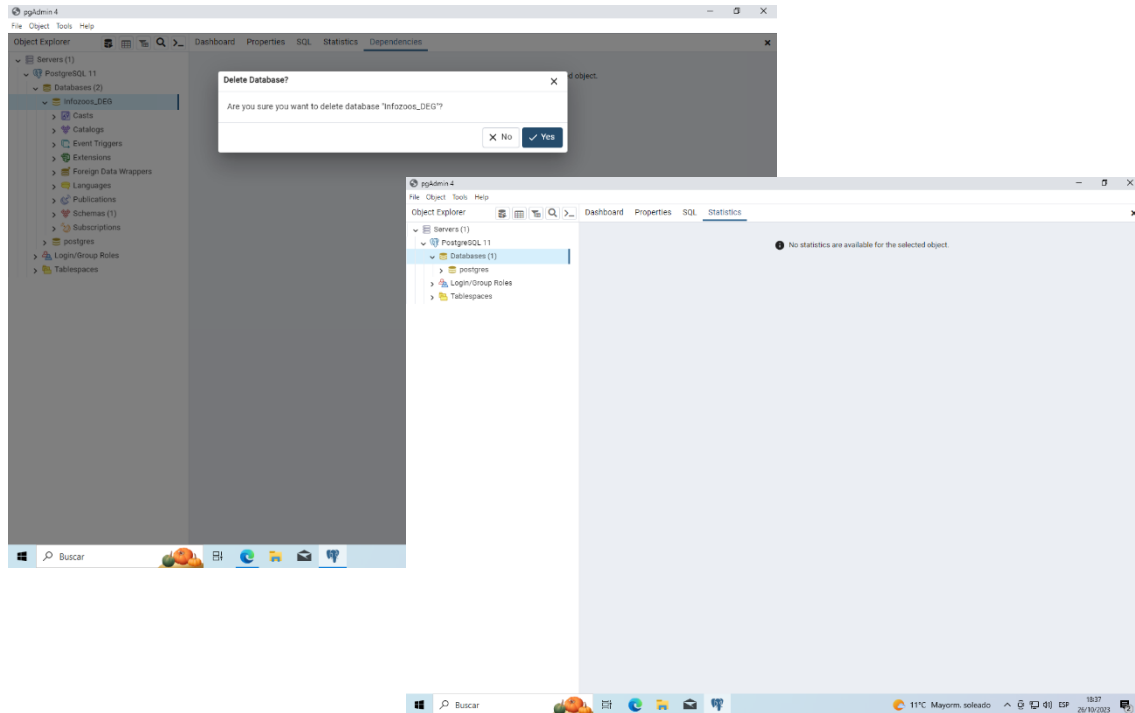 pgAdmin 4
File Object Tools Help
Object Explorer
Dashboard Properties SQL Statistics Dependencies
Servers (1)
PostgreSQL 11
Databases (2)
Infozoos_DEG
Casts
Catalogs
Event Triggers
Extensions
Foreign Data Wrappers
Languages
Publications
Schemas (1)
Subscriptions
postgres
Login/Group Roles
Tablespaces
d object.
Delete Database?
Are you sure you want to delete database "Infozoos_DEG"?
No Yes
Buscar
pgAdmin 4
File Object Tools Help
Object Explorer
Dashboard Properties SQL Statistics
Servers (1)
PostgreSQL 11
Databases (1)
postgres
Login/Group Roles
Tablespaces
No statistics are available for the selected object.
Buscar
11°C Mayorm. soleado
ESP
18:37
26/10/2023